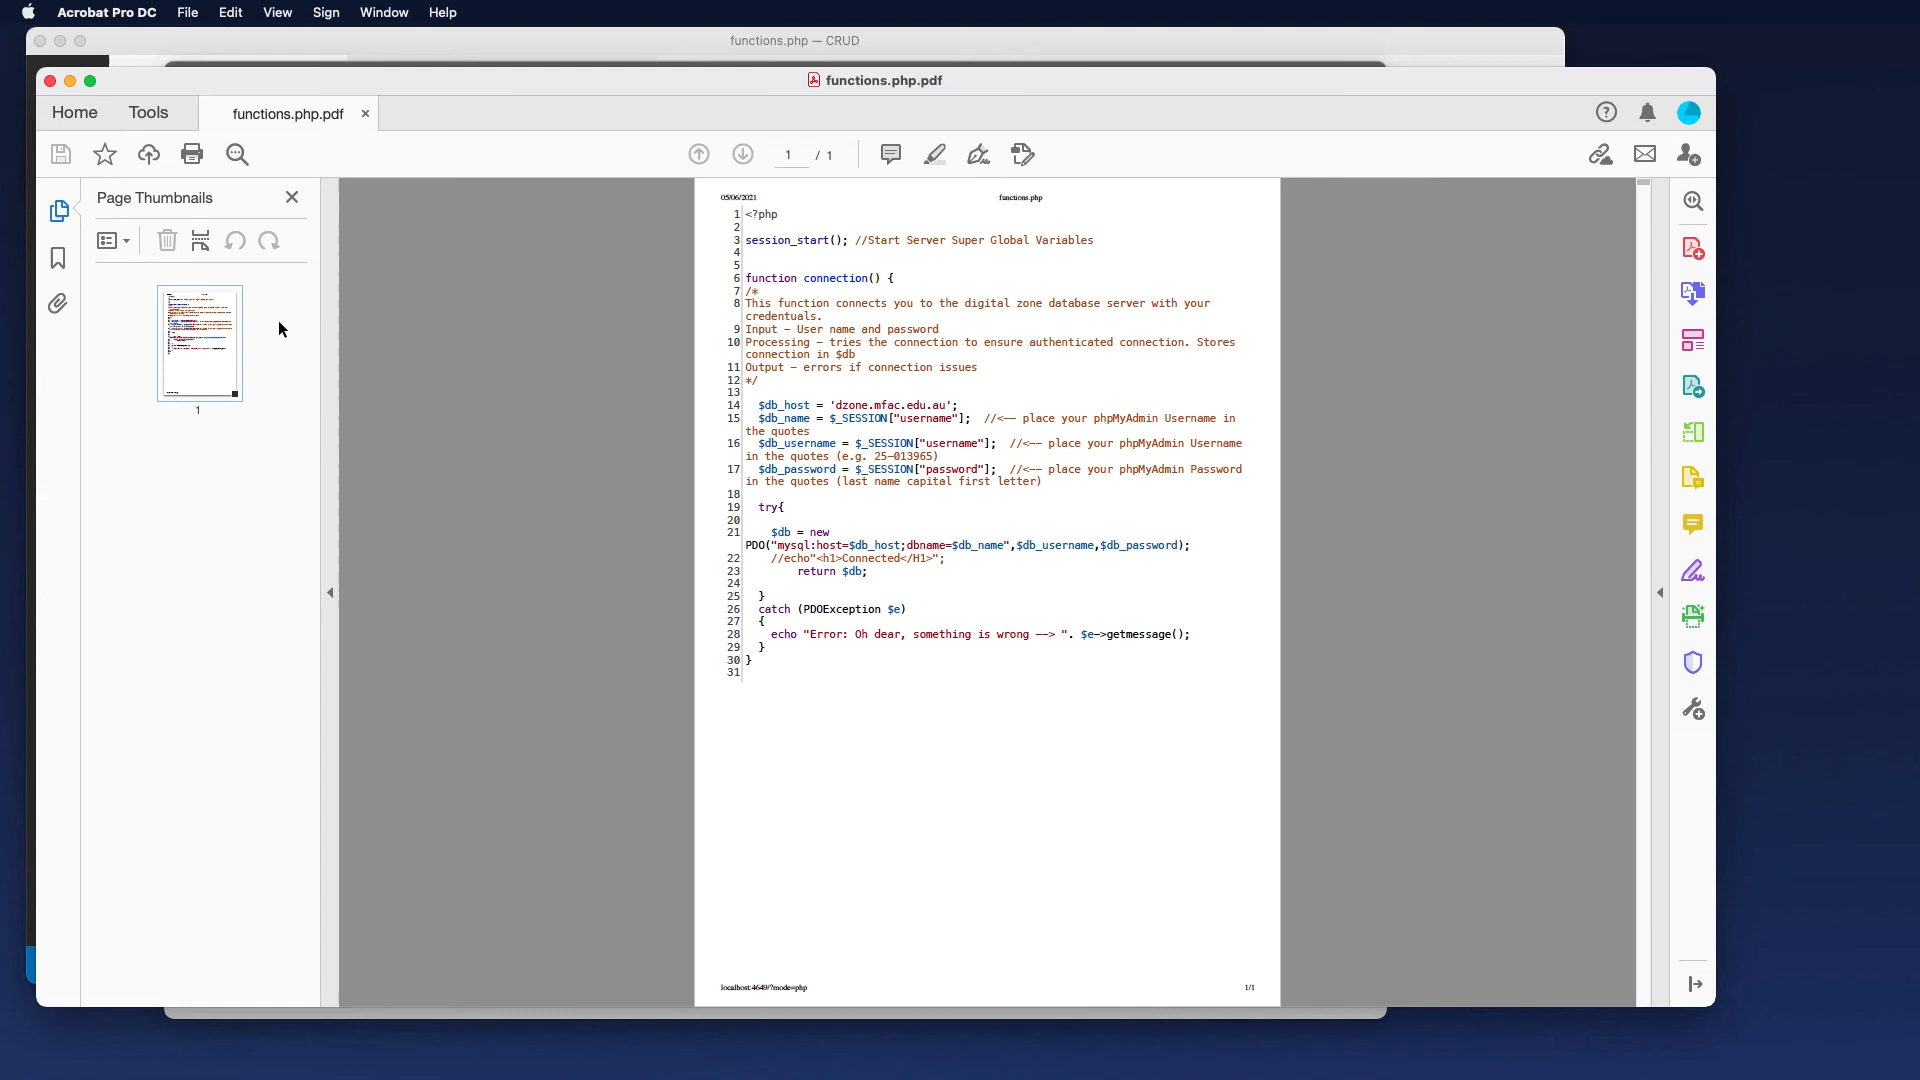 Acrobat Pro DC File Edit View Sign Window Help
functions.php — CRUD
functions.php.pdf
Home Tools functions.php.pdf ×
1 / 1
Page Thumbnails
1
05/06/2021 functions.php
1 <?php
2
3 session_start(); //Start Server Super Global Variables
4
5
6 function connection() {
7 /*
8 This function connects you to the digital zone database server with your
credentuals.
9 Input – User name and password
10 Processing – tries the connection to ensure authenticated connection. Stores
connection in $db
11 Output – errors if connection issues
12 */
13
14 $db_host = 'dzone.mfac.edu.au';
15 $db_name = $_SESSION["username"]; //<-- place your phpMyAdmin Username in
the quotes
16 $db_username = $_SESSION["username"]; //<-- place your phpMyAdmin Username
in the quotes (e.g. 25-013965)
17 $db_password = $_SESSION["password"]; //<-- place your phpMyAdmin Password
in the quotes (last name capital first letter)
18
19 try{
20
21 $db = new
PDO("mysql:host=$db_host;dbname=$db_name",$db_username,$db_password);
22 //echo"<h1>Connected</H1>";
23 return $db;
24
25 }
26 catch (PDOException $e)
27 {
28 echo "Error: Oh dear, something is wrong --> ". $e->getmessage();
29 }
30 }
31
localhost:4649/?mode=php 1/1